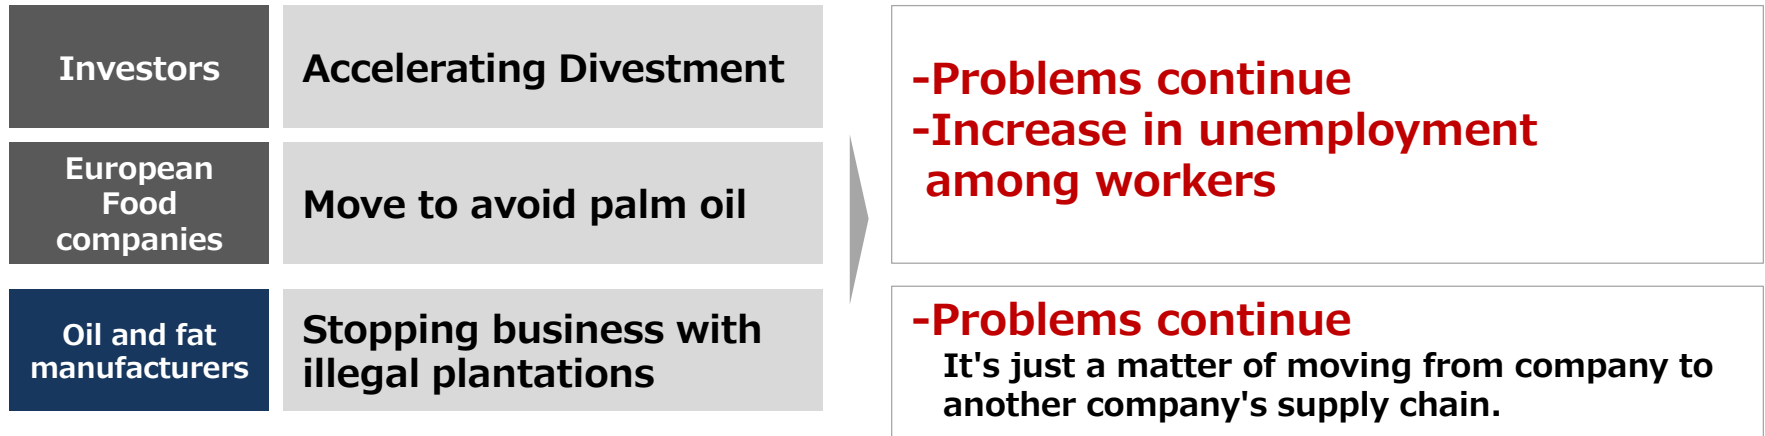 Investors
Accelerating Divestment
European
Food
companies
Move to avoid palm oil
-Problems continue
-Increase in unemployment
among workers
Oil and fat
manufacturers
Stopping business with
illegal plantations
-Problems continue
It's just a matter of moving from company to
another company's supply chain.